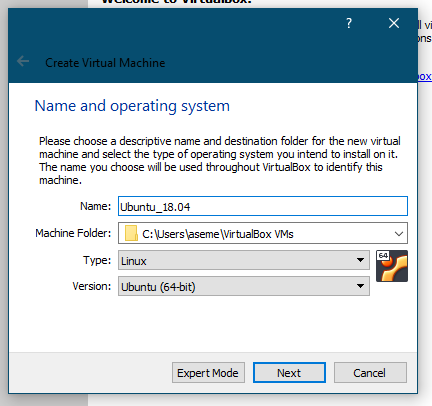 Welcome to VirtualBox!
?
Create Virtual Machine
Name and operating system
Please choose a descriptive name and destination folder for the new virtual
machine and select the type of operating system you intend to install on it.
The name you choose will be used throughout VirtualBox to identify this
machine.
Name: Ubuntu_18.04
Machine Folder: C:\Users\aseme\VirtualBox VMs
Type: Linux
64
Version: Ubuntu (64-bit)
Expert Mode Next Cancel